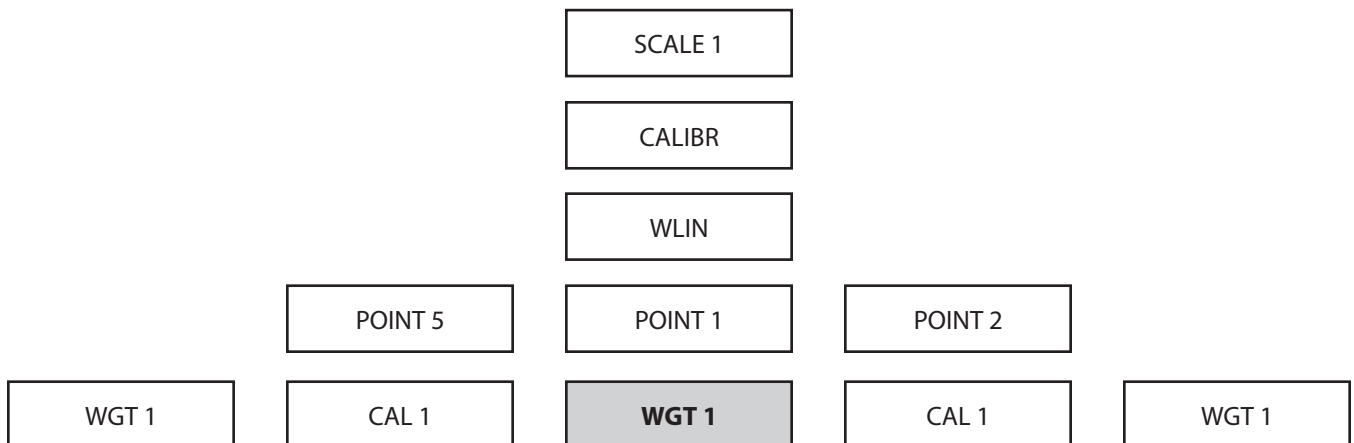 SCALE 1
CALIBR
WLIN
POINT 5 POINT 1 POINT 2
WGT 1 CAL 1 WGT 1 CAL 1 WGT 1